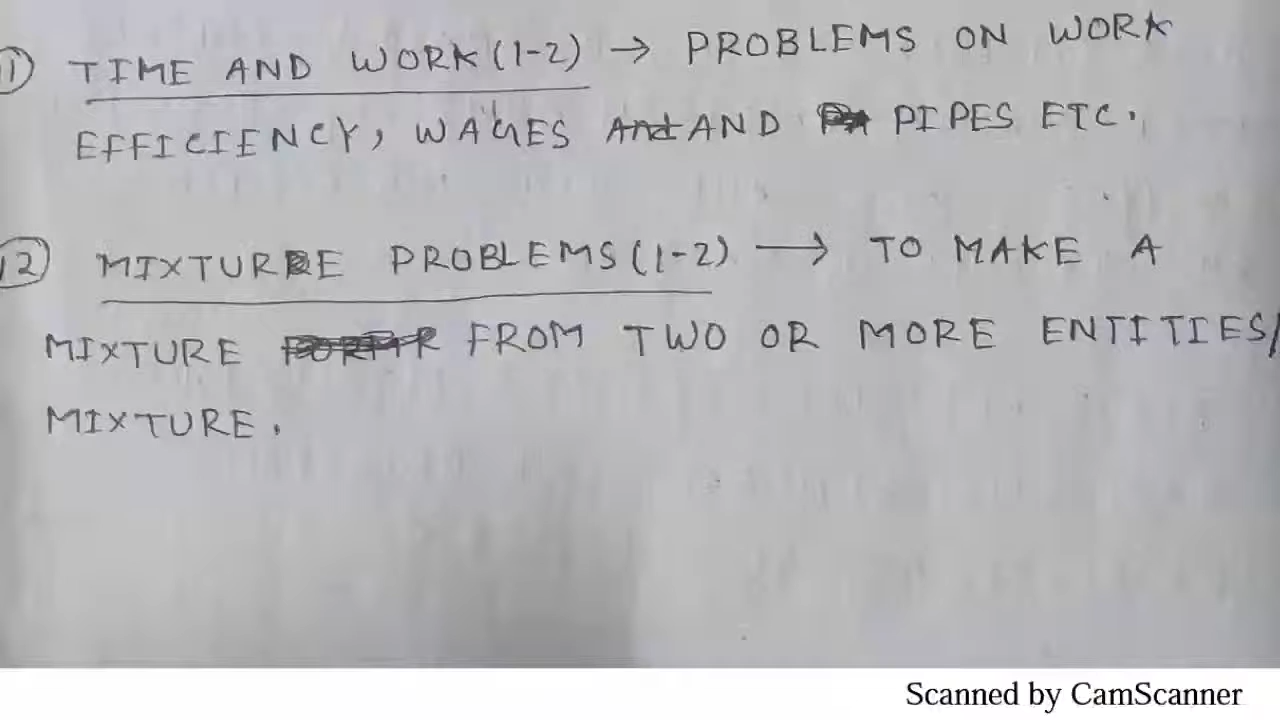 11) TIME AND WORK (1-2) → PROBLEMS ON WORK
EFFICIENCY, WAGES AND PIPES ETC.
12) MIXTURE PROBLEMS (1-2) → TO MAKE A
MIXTURE FROM TWO OR MORE ENTITIES/
MIXTURE.
Scanned by CamScanner